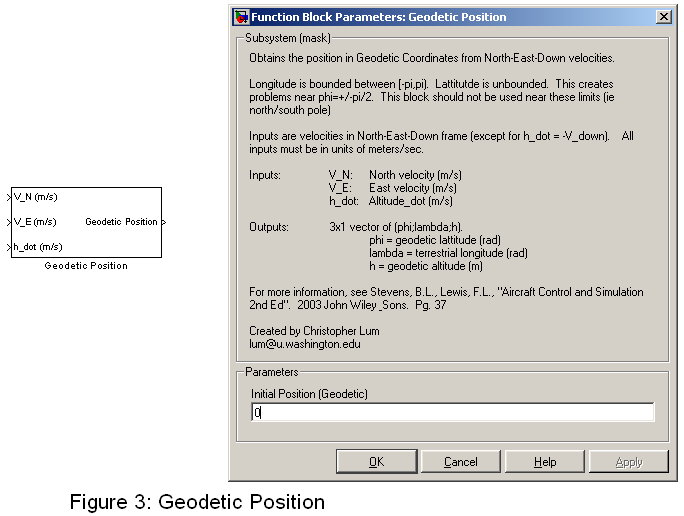 Function Block Parameters: Geodetic Position
Subsystem (mask)
Obtains the position in Geodetic Coordinates from North-East-Down velocities.
Longitude is bounded between [-pi,pi). Lattitutde is unbounded. This creates
problems near phi=+/-pi/2. This block should not be used near these limits (ie
north/south pole)
Inputs are velocities in North-East-Down frame (except for h_dot = -V_down). All
inputs must be in units of meters/sec.
Inputs: V_N: North velocity (m/s)
V_E: East velocity (m/s)
h_dot: Altitude_dot (m/s)
Outputs: 3x1 vector of (phi;lambda;h).
phi = geodetic lattitude (rad)
lambda = terrestrial longitude (rad)
h = geodetic altitude (m)
For more information, see Stevens, B.L., Lewis, F.L., "Aircraft Control and Simulation
2nd Ed". 2003 John Wiley_Sons. Pg. 37
Created by Christopher Lum
lum@u.washington.edu
Parameters
Initial Position (Geodetic)
0
OK Cancel Help Apply
V_N (m/s)
V_E (m/s) Geodetic Position
h_dot (m/s)
Geodetic Position
Figure 3: Geodetic Position